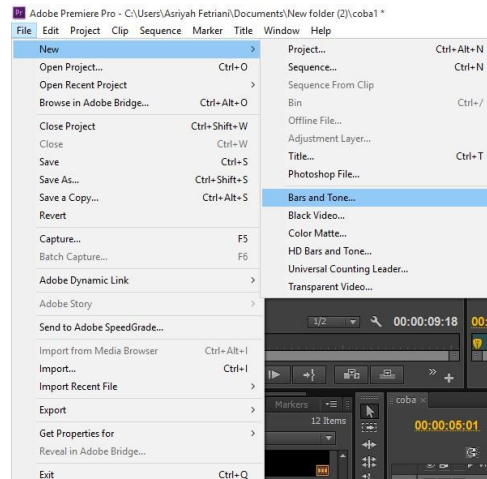 Pr Adobe Premiere Pro - C:\Users\Asriyah Fetriani\Documents\New folder (2)\coba1 *
File Edit Project Clip Sequence Marker Title Window Help
New >
Open Project... Ctrl+O
Open Recent Project >
Browse in Adobe Bridge... Ctrl+Alt+O
Close Project Ctrl+Shift+W
Close Ctrl+W
Save Ctrl+S
Save As... Ctrl+Shift+S
Save a Copy... Ctrl+Alt+S
Revert
Capture... F5
Batch Capture... F6
Adobe Dynamic Link >
Adobe Story >
Send to Adobe SpeedGrade...
Import from Media Browser Ctrl+Alt+I
Import... Ctrl+I
Import Recent File >
Export >
Get Properties for >
Reveal in Adobe Bridge...
Exit Ctrl+Q
Project... Ctrl+Alt+N
Sequence... Ctrl+N
Sequence From Clip
Bin Ctrl+/
Offline File...
Adjustment Layer...
Title... Ctrl+T
Photoshop File...
Bars and Tone...
Black Video...
Color Matte...
HD Bars and Tone...
Universal Counting Leader...
Transparent Video...
1/2 00:00:09:18 00:
Markers
12 Items
coba ×
00:00:05:01